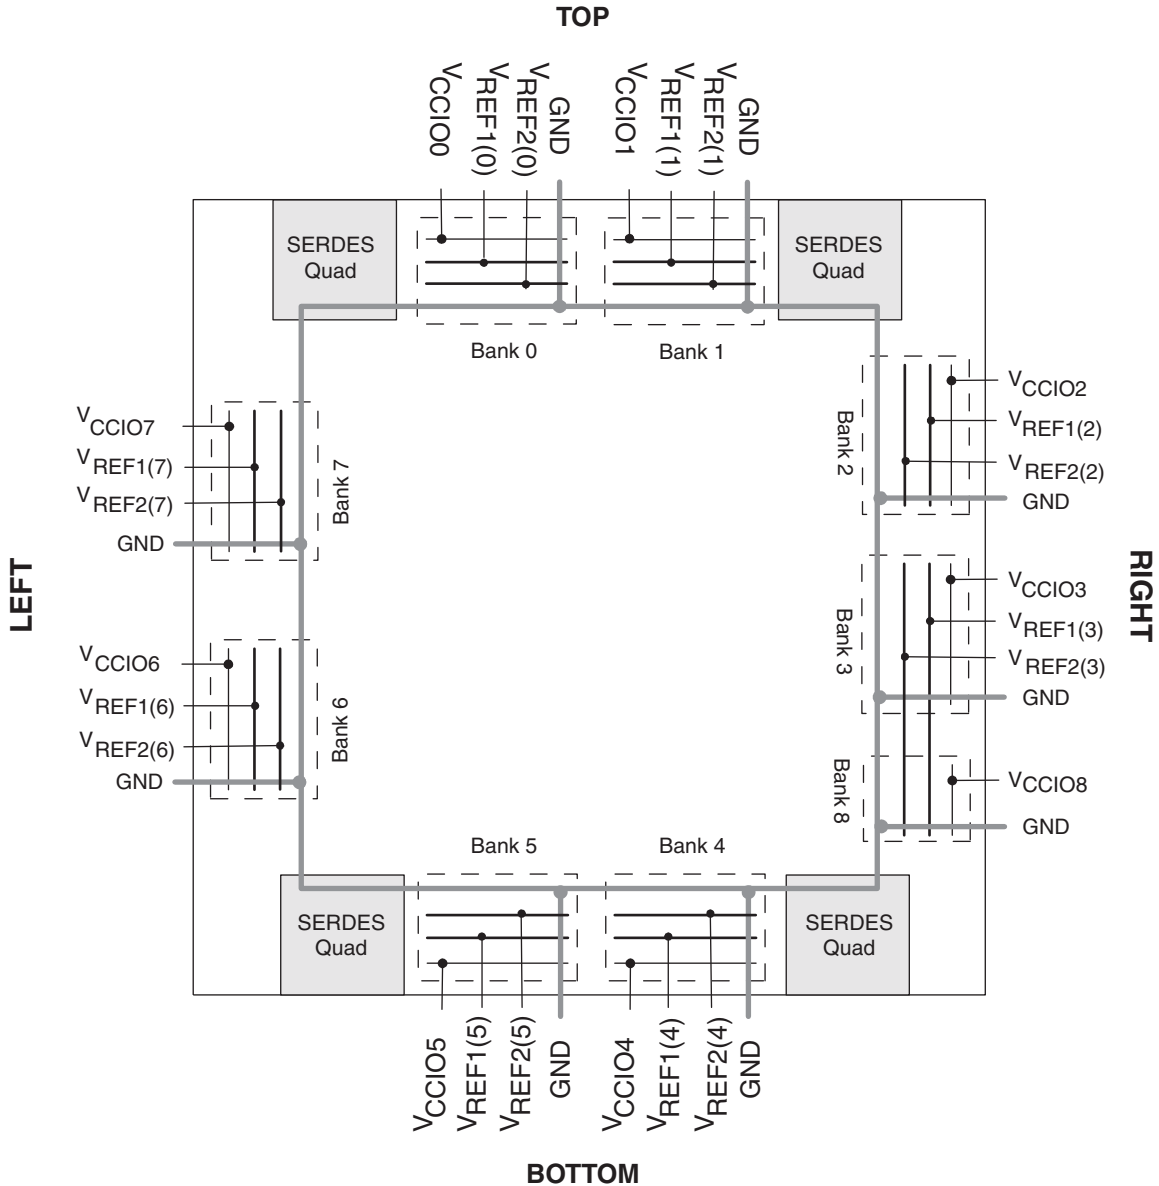 TOP
VCCIO0
VREF1(0)
VREF2(0)
GND
VCCIO1
VREF1(1)
VREF2(1)
GND
SERDES
Quad
SERDES
Quad
Bank 0
Bank 1
VCCIO2
VREF1(2)
VREF2(2)
GND
Bank 2
VCCIO7
VREF1(7)
VREF2(7)
GND
Bank 7
LEFT
RIGHT
VCCIO3
VREF1(3)
VREF2(3)
GND
Bank 3
VCCIO6
VREF1(6)
VREF2(6)
GND
Bank 6
VCCIO8
GND
Bank 8
Bank 5
Bank 4
SERDES
Quad
SERDES
Quad
VCCIO5
VREF1(5)
VREF2(5)
GND
VCCIO4
VREF1(4)
VREF2(4)
GND
BOTTOM